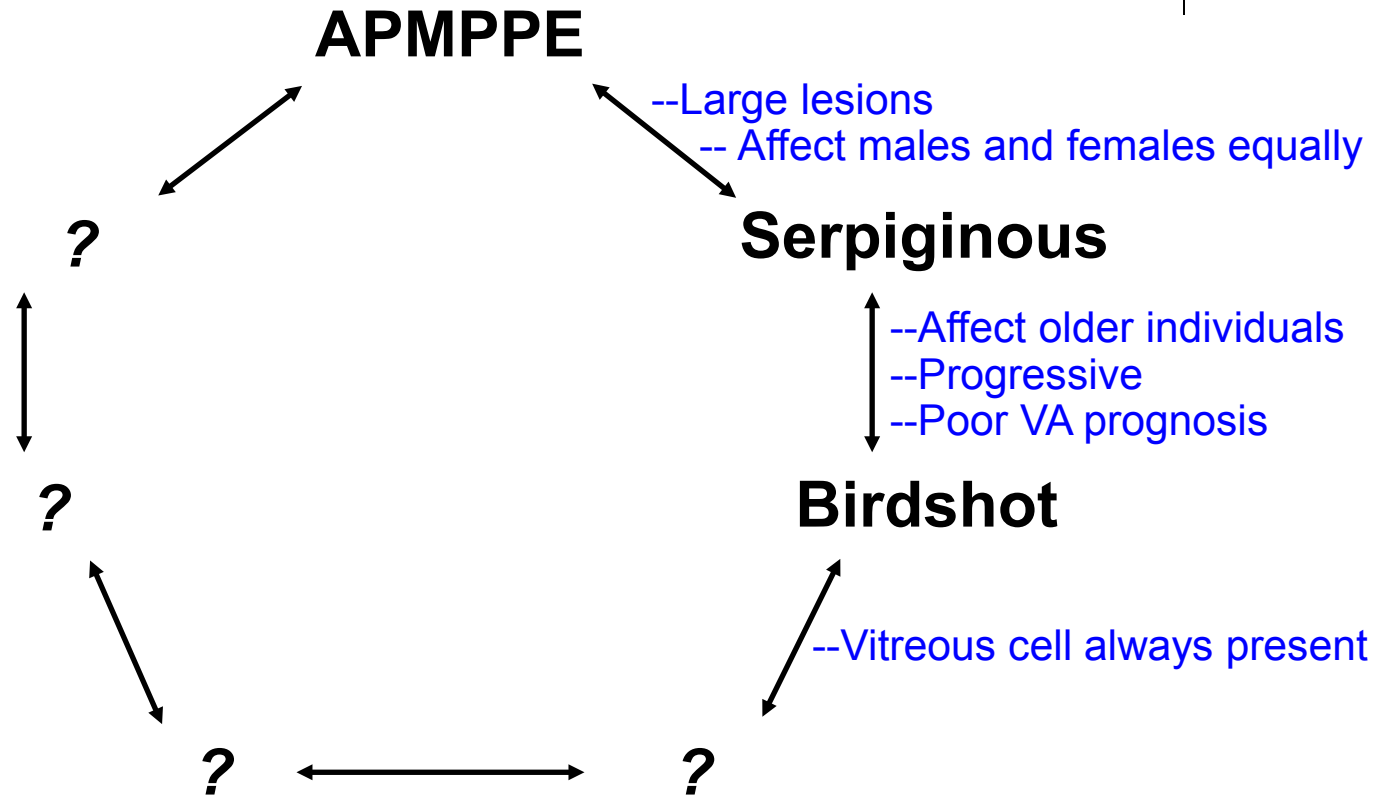 APMPPE
--Large lesions
-- Affect males and females equally
?
Serpiginous
--Affect older individuals
--Progressive
--Poor VA prognosis
?
Birdshot
--Vitreous cell always present
?
?